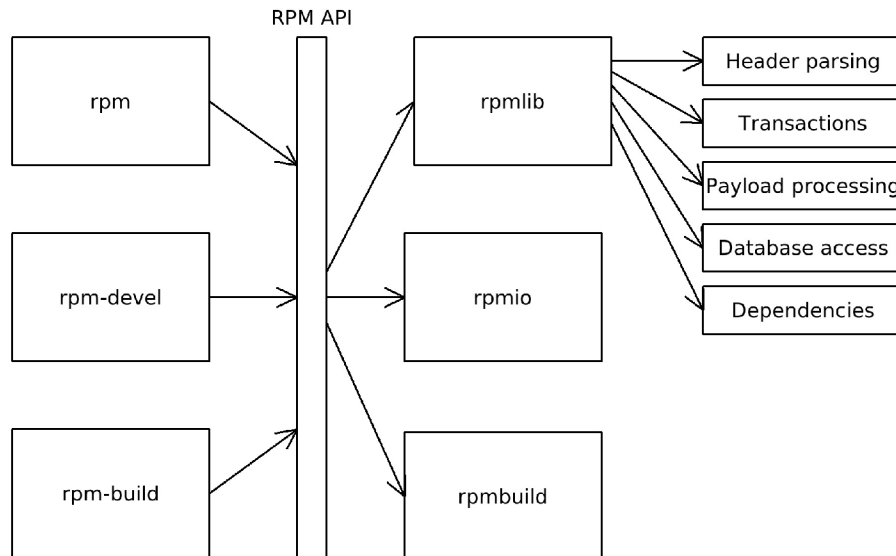 RPM API
rpm
rpmlib
Header parsing
Transactions
Payload processing
Database access
Dependencies
rpm-devel
rpmio
rpm-build
rpmbuild